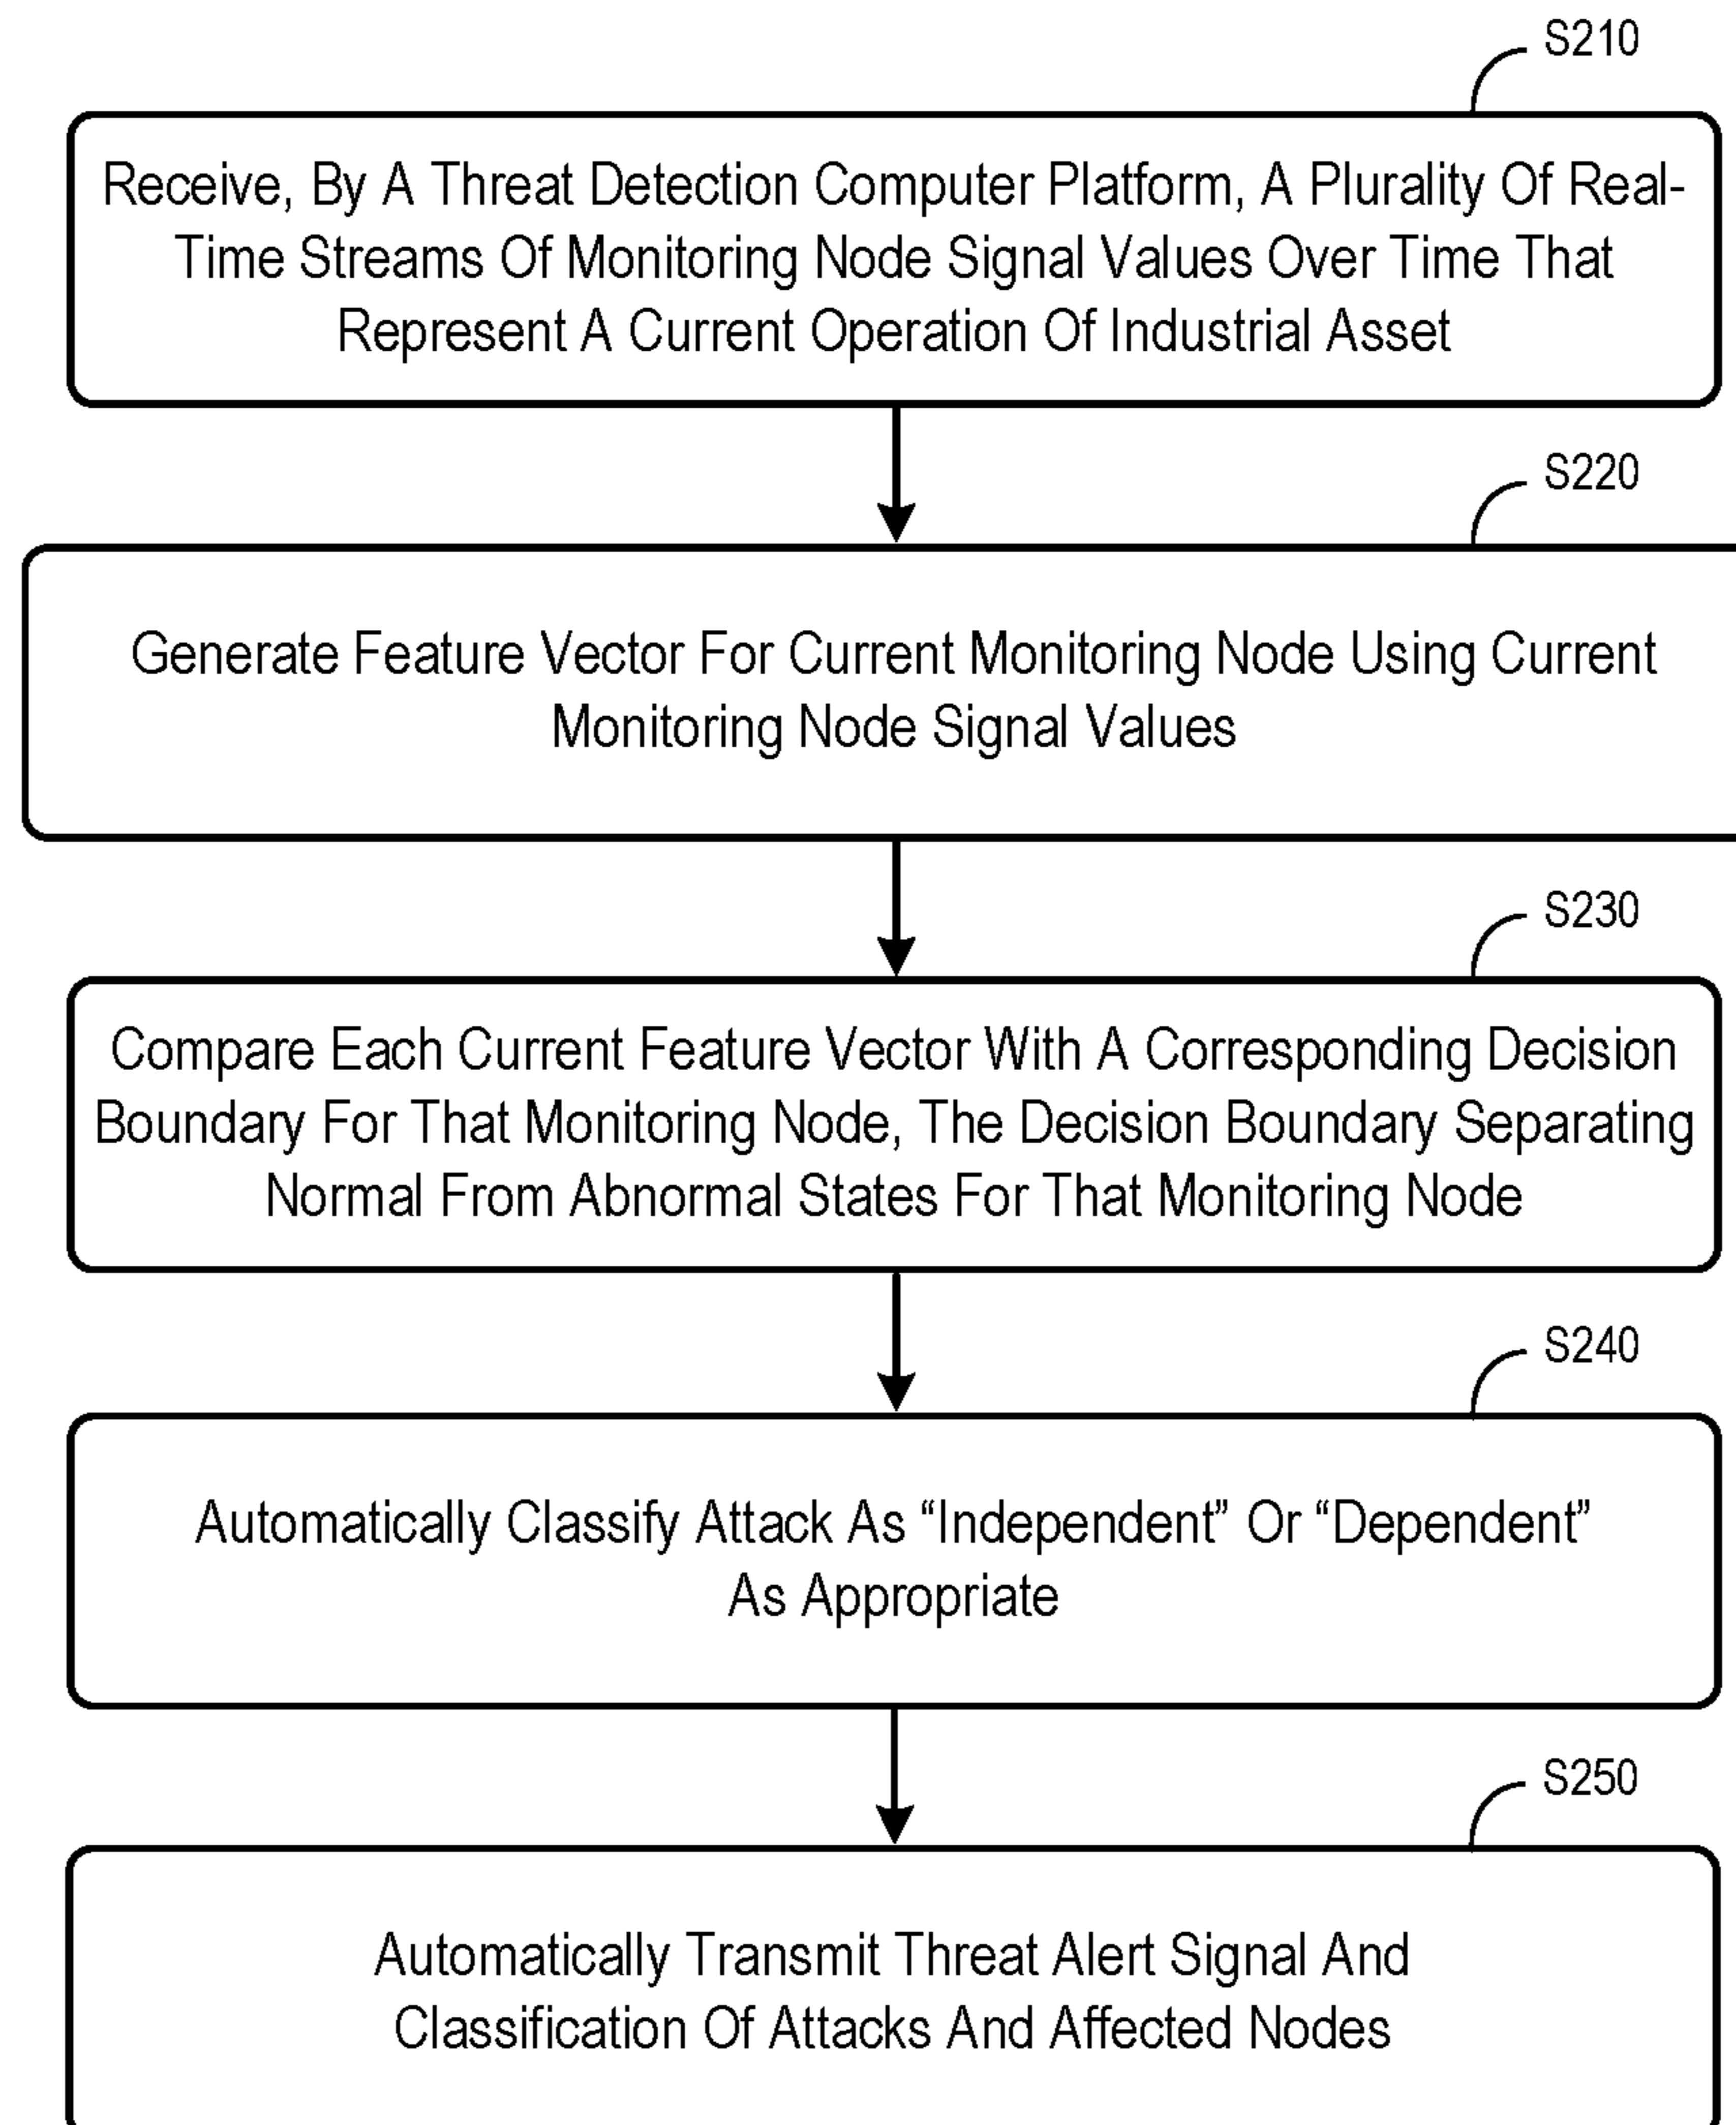 S210
Receive, By A Threat Detection Computer Platform, A Plurality Of Real-
Time Streams Of Monitoring Node Signal Values Over Time That
Represent A Current Operation Of Industrial Asset
S220
Generate Feature Vector For Current Monitoring Node Using Current
Monitoring Node Signal Values
S230
Compare Each Current Feature Vector With A Corresponding Decision
Boundary For That Monitoring Node, The Decision Boundary Separating
Normal From Abnormal States For That Monitoring Node
S240
Automatically Classify Attack As “Independent” Or “Dependent”
As Appropriate
S250
Automatically Transmit Threat Alert Signal And
Classification Of Attacks And Affected Nodes